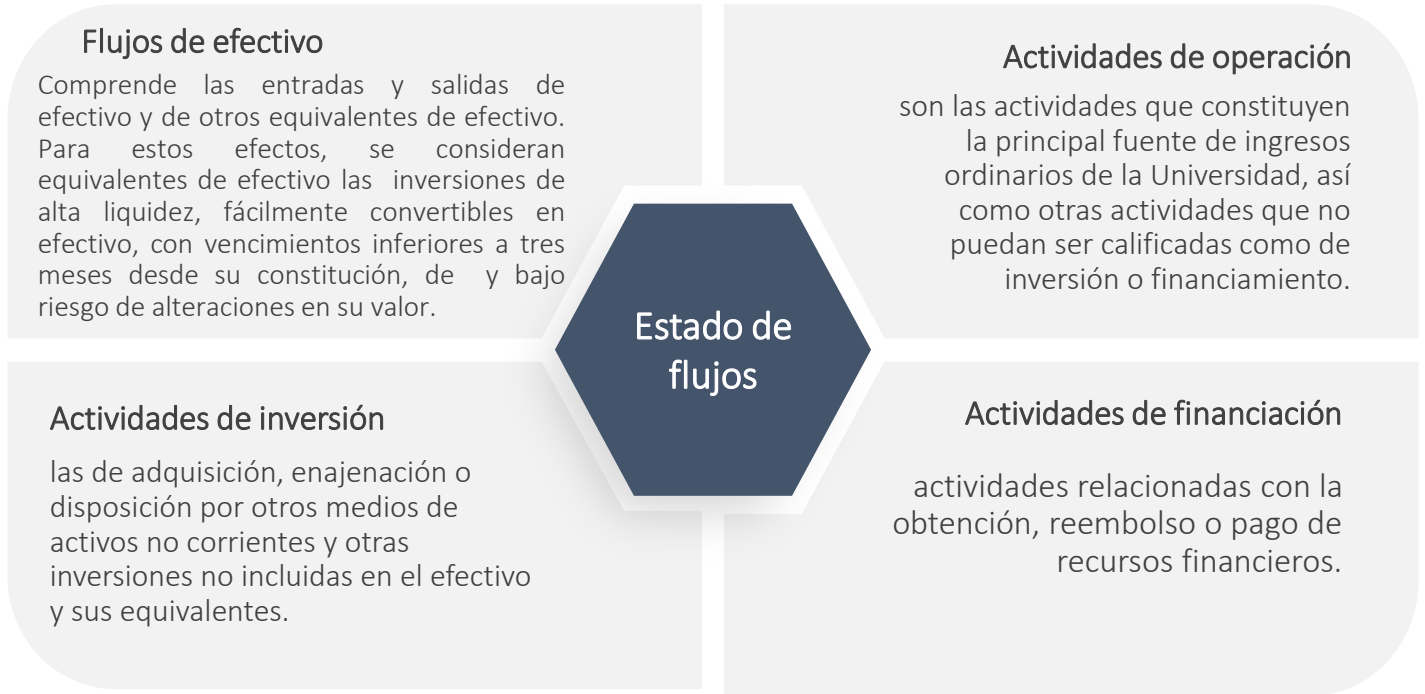 Flujos de efectivo
Comprende las entradas y salidas de
efectivo y de otros equivalentes de efectivo.
Para estos efectos, se consideran
equivalentes de efectivo las inversiones de
alta liquidez, fácilmente convertibles en
efectivo, con vencimientos inferiores a tres
meses desde su constitución, de y bajo
riesgo de alteraciones en su valor.
Actividades de operación
son las actividades que constituyen
la principal fuente de ingresos
ordinarios de la Universidad, así
como otras actividades que no
puedan ser calificadas como de
inversión o financiamiento.
Estado de
flujos
Actividades de inversión
las de adquisición, enajenación o
disposición por otros medios de
activos no corrientes y otras
inversiones no incluidas en el efectivo
y sus equivalentes.
Actividades de financiación
actividades relacionadas con la
obtención, reembolso o pago de
recursos financieros.